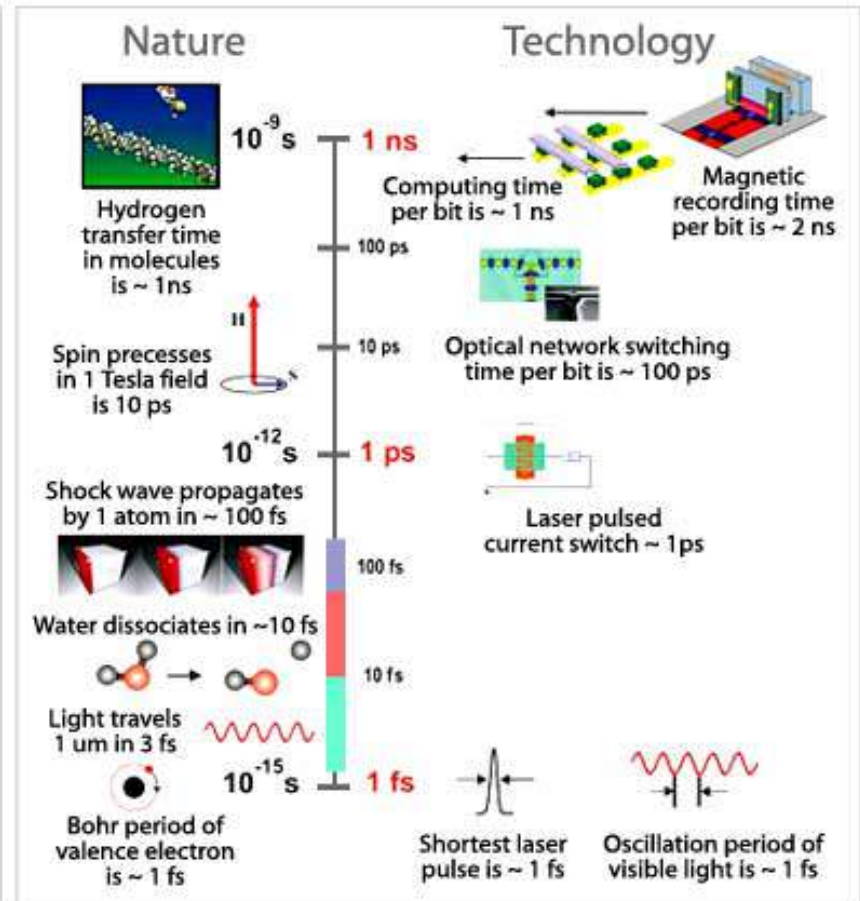 Nature
Technology
10⁻⁹s
1 ns
Hydrogen
transfer time
in molecules
is ~ 1ns
Computing time
per bit is ~ 1 ns
Magnetic
recording time
per bit is ~ 2 ns
100 ps
H
Spin precesses
in 1 Tesla field
is 10 ps
10 ps
Optical network switching
time per bit is ~ 100 ps
10⁻¹²s
1 ps
Shock wave propagates
by 1 atom in ~ 100 fs
Laser pulsed
current switch ~ 1ps
100 fs
Water dissociates in ~10 fs
10 fs
Light travels
1 um in 3 fs
10⁻¹⁵s
1 fs
Bohr period of
valence electron
is ~ 1 fs
Shortest laser
pulse is ~ 1 fs
Oscillation period of
visible light is ~ 1 fs